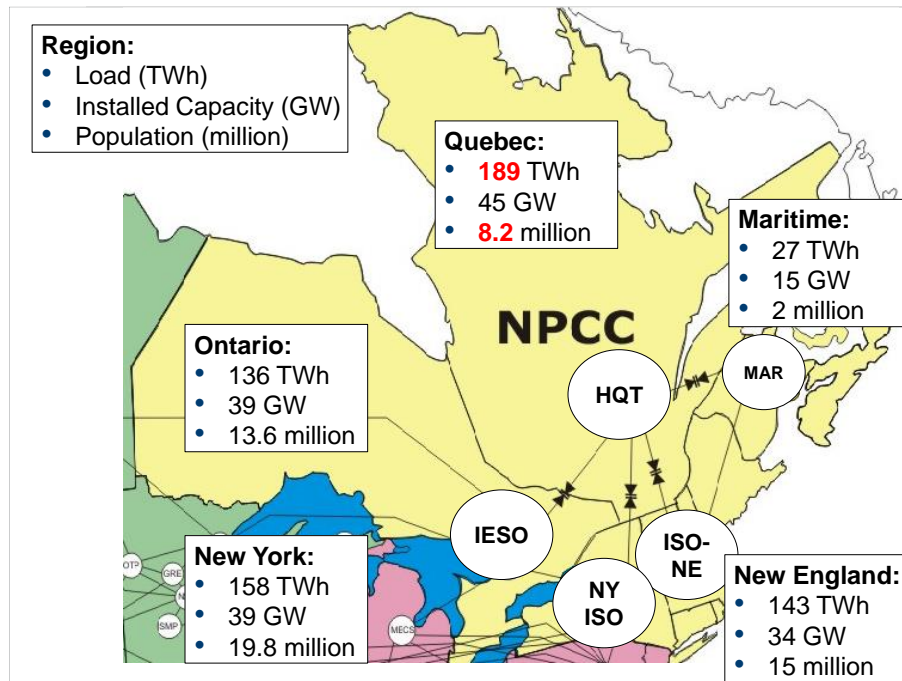 Region:
• Load (TWh)
• Installed Capacity (GW)
• Population (million)
Quebec:
• 189 TWh
• 45 GW
• 8.2 million
Maritime:
• 27 TWh
• 15 GW
• 2 million
NPCC
Ontario:
• 136 TWh
• 39 GW
• 13.6 million
HQT
MAR
IESO
ISO-
NE
NY
ISO
New York:
• 158 TWh
• 39 GW
• 19.8 million
New England:
• 143 TWh
• 34 GW
• 15 million
GRE
MECS